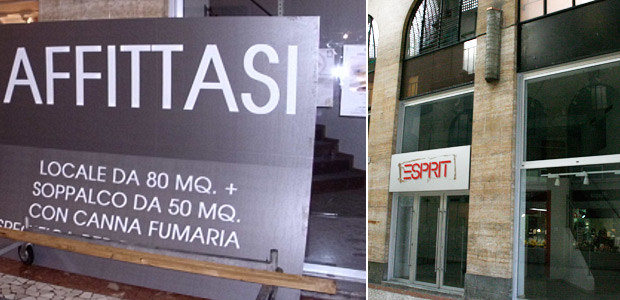 AFFITTASI
LOCALE DA 80 MQ. +
SOPPALCO DA 50 MQ.
CON CANNA FUMARIA
ESPRIT